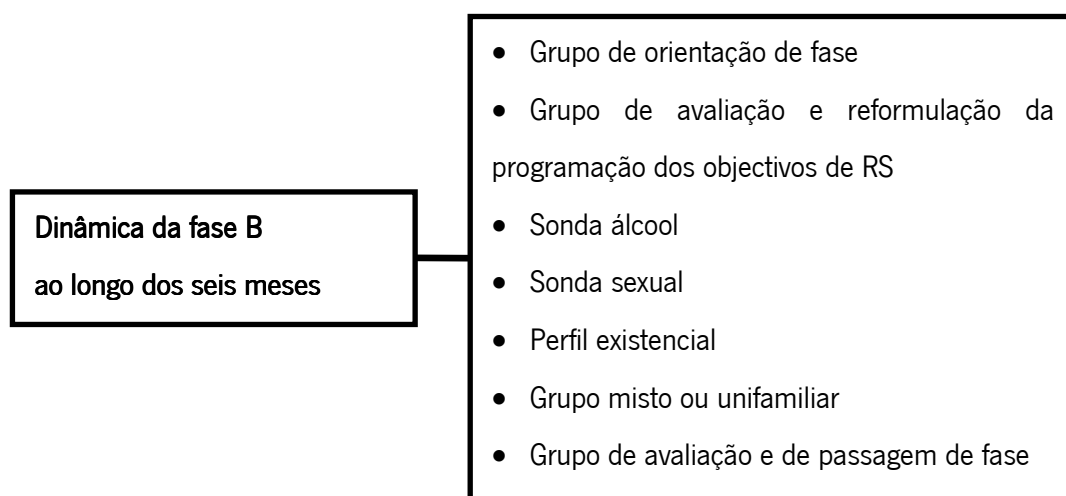 Dinâmica da fase B
ao longo dos seis meses
• Grupo de orientação de fase
• Grupo de avaliação e reformulação da
programação dos objectivos de RS
• Sonda álcool
• Sonda sexual
• Perfil existencial
• Grupo misto ou unifamiliar
• Grupo de avaliação e de passagem de fase